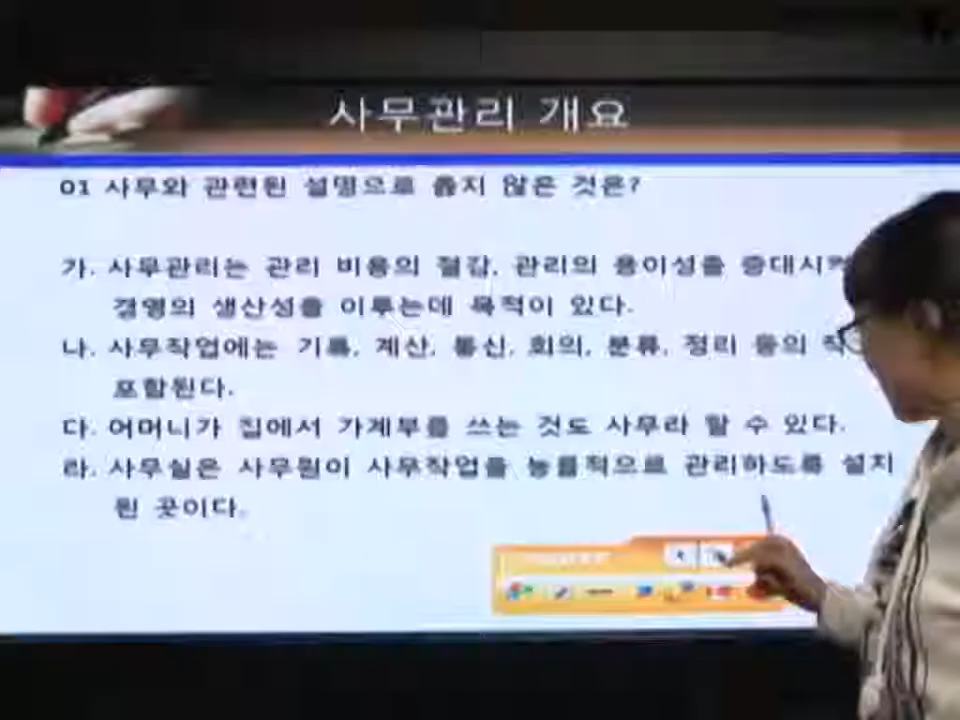 사무관리 개요
01 사무와 관련된 설명으로 옳지 않은 것은?
가. 사무관리는 관리 비용의 절감, 관리의 용이성을 증대시켜
경영의 생산성을 이루는데 목적이 있다.
나. 사무작업에는 기록, 계산, 통신, 회의, 분류, 정리 등의
포함된다.
다. 어머니가 집에서 가계부를 쓰는 것도 사무라 할 수 있다.
라. 사무실은 사무원이 사무작업을 능률적으로 관리하도록 설치
된 곳이다.